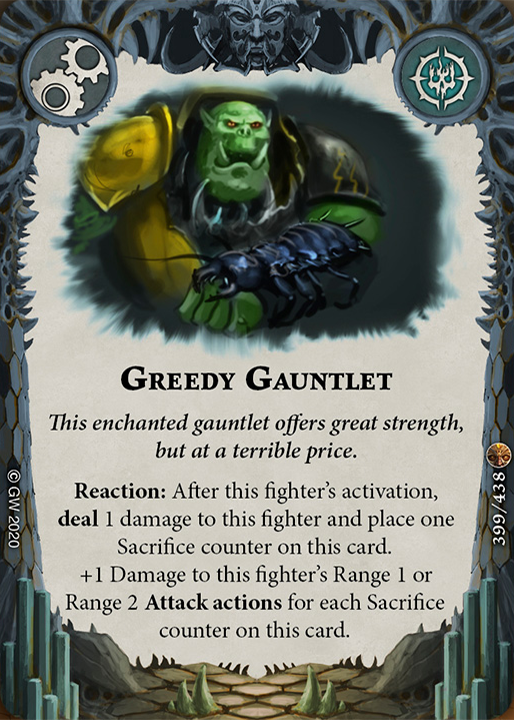 Greedy Gauntlet
This enchanted gauntlet offers great strength,
but at a terrible price.
Reaction: After this fighter's activation,
deal 1 damage to this fighter and place one
Sacrifice counter on this card.
+1 Damage to this fighter's Range 1 or
Range 2 Attack actions for each Sacrifice
counter on this card.
© GW 2020
399/438